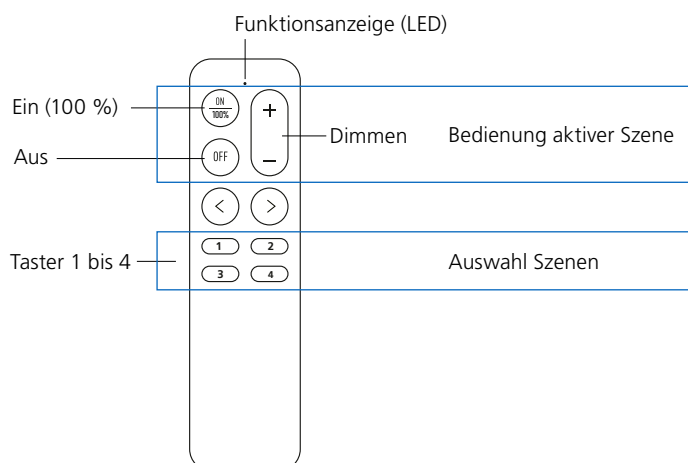 Funktionsanzeige (LED)
Ein (100 %)
ON
100%
+
Dimmen
Bedienung aktiver Szene
Aus
OFF
–
< >
Taster 1 bis 4
1 2
3 4
Auswahl Szenen